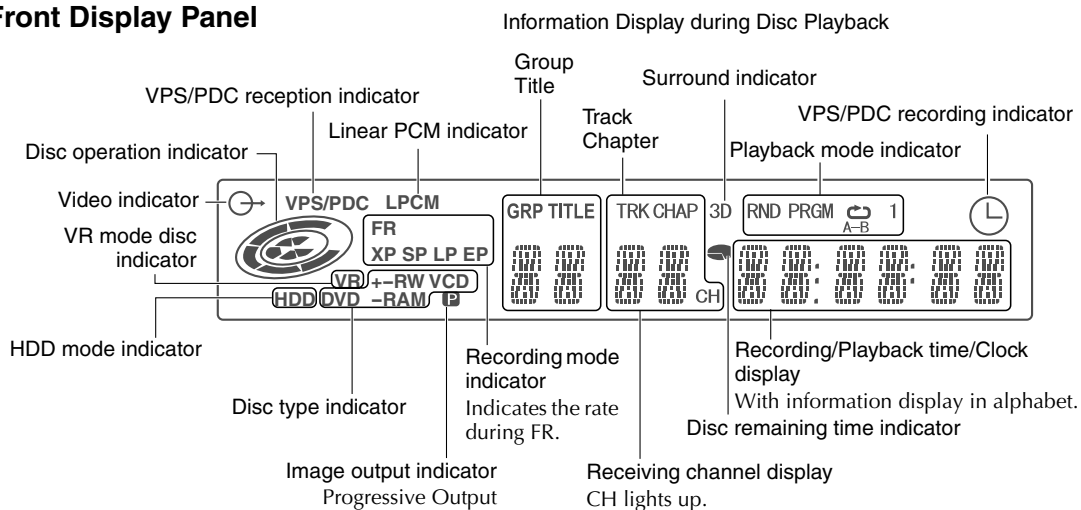 Front Display Panel
Information Display during Disc Playback
Group
Title
Surround indicator
VPS/PDC reception indicator
Track
Chapter
VPS/PDC recording indicator
Linear PCM indicator
Playback mode indicator
Disc operation indicator
Video indicator
VR mode disc
indicator
HDD mode indicator
VPS/PDC LPCM
FR
XP SP LP EP
VR +-RW VCD
HDD DVD -RAM P
GRP TITLE
TRK CHAP
3D
RND PRGM 1
A-B
CH
Disc type indicator
Recording mode
indicator
Indicates the rate
during FR.
Recording/Playback time/Clock
display
With information display in alphabet.
Disc remaining time indicator
Image output indicator
Progressive Output
Receiving channel display
CH lights up.